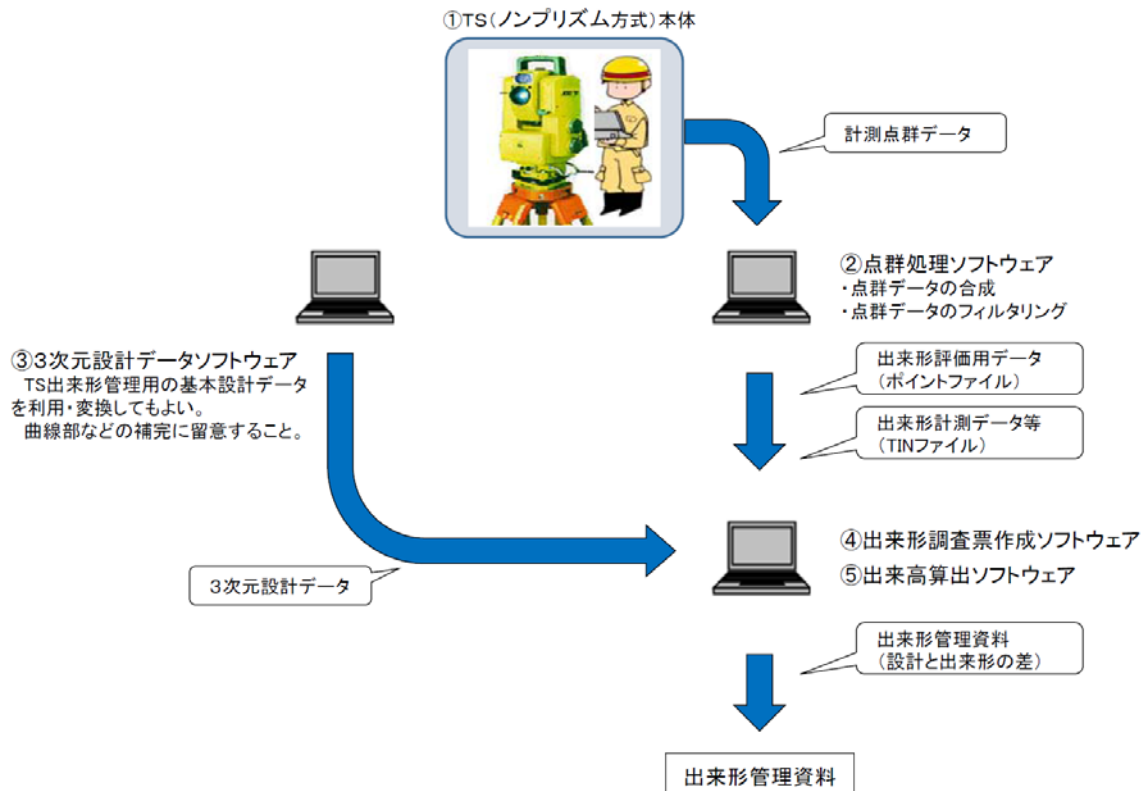 ①TS(ノンプリズム方式)本体
計測点群データ
②点群処理ソフトウェア
・点群データの合成
・点群データのフィルタリング
③3次元設計データソフトウェア
TS出来形管理用の基本設計データ
を利用・変換してもよい。
曲線部などの補完に留意すること。
出来形評価用データ
(ポイントファイル)
出来形計測データ等
(TINファイル)
④出来形調査票作成ソフトウェア
⑤出来高算出ソフトウェア
3次元設計データ
出来形管理資料
(設計と出来形の差)
出来形管理資料